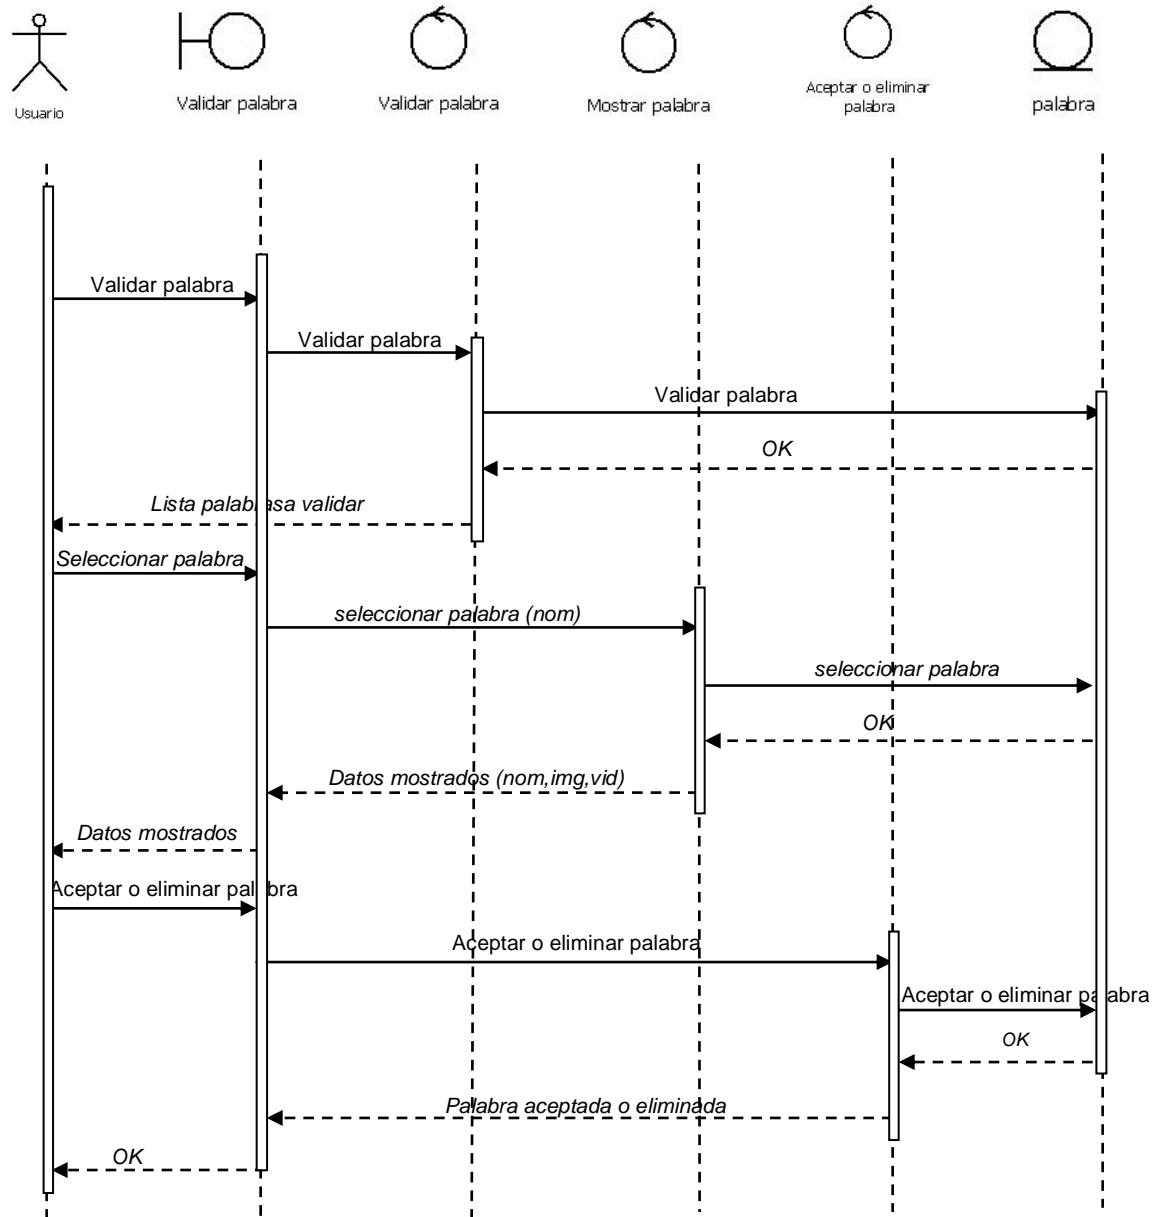 Usuario
Validar palabra
Validar palabra
Mostrar palabra
Aceptar o eliminar
palabra
palabra
Validar palabra
Validar palabra
Validar palabra
OK
Lista palabrasa validar
Seleccionar palabra
seleccionar palabra (nom)
seleccionar palabra
OK
Datos mostrados (nom,img,vid)
Datos mostrados
Aceptar o eliminar palabra
Aceptar o eliminar palabra
Aceptar o eliminar palabra
OK
Palabra aceptada o eliminada
OK